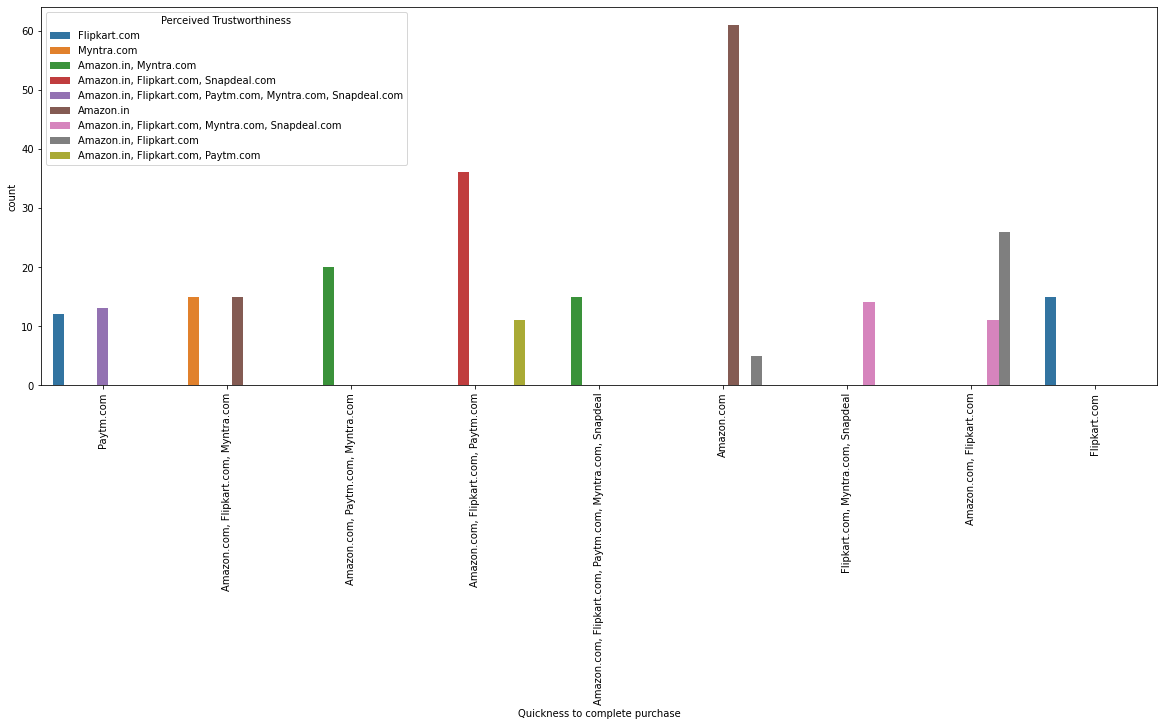 Perceived Trustworthiness
Flipkart.com
Myntra.com
Amazon.in, Myntra.com
Amazon.in, Flipkart.com, Snapdeal.com
Amazon.in, Flipkart.com, Paytm.com, Myntra.com, Snapdeal.com
Amazon.in
Amazon.in, Flipkart.com, Myntra.com, Snapdeal.com
Amazon.in, Flipkart.com
Amazon.in, Flipkart.com, Paytm.com
60
50
40
30
20
10
0
count
Paytm.com
Amazon.com, Flipkart.com, Myntra.com
Amazon.com, Paytm.com, Myntra.com
Amazon.com, Flipkart.com, Paytm.com
Amazon.com, Flipkart.com, Paytm.com, Myntra.com, Snapdeal
Amazon.com
Flipkart.com, Myntra.com, Snapdeal
Amazon.com, Flipkart.com
Flipkart.com
Quickness to complete purchase